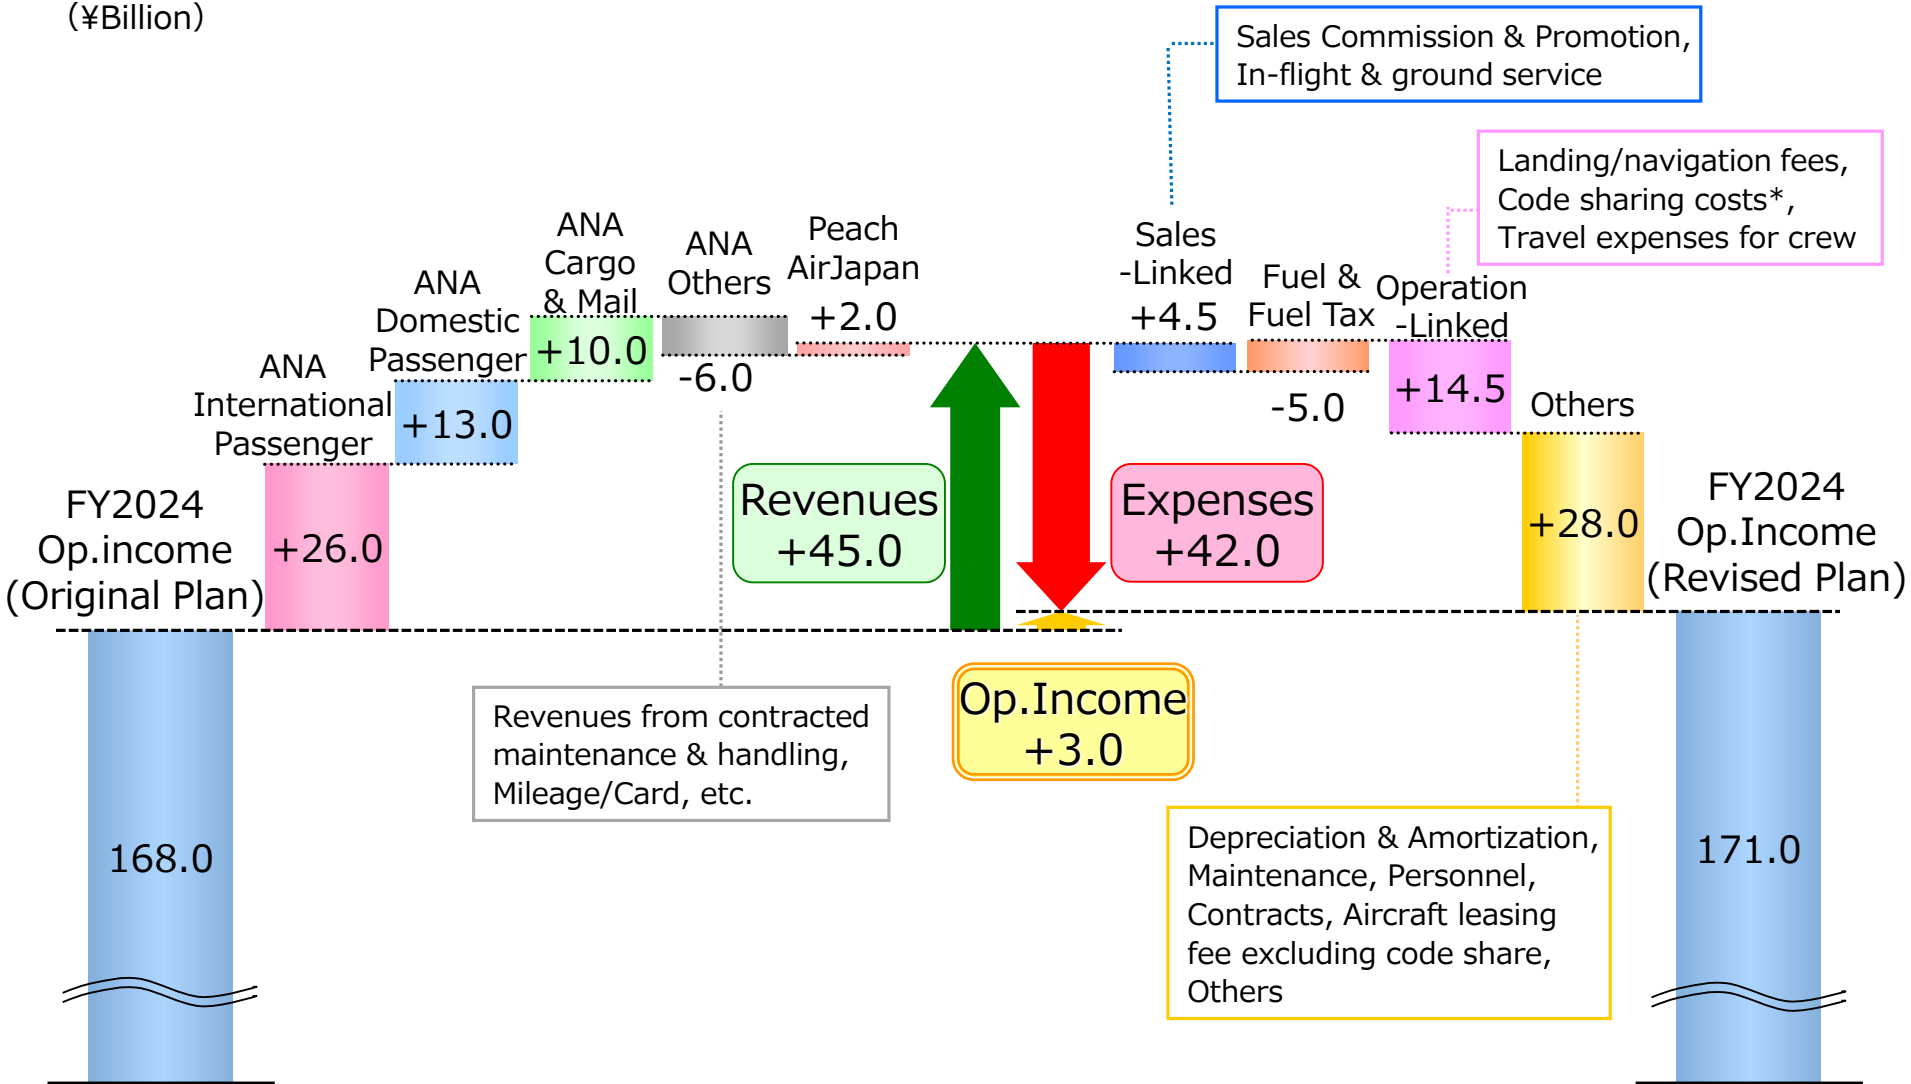 (¥Billion)
FY2024
Op.income
(Original Plan)
168.0
ANA
International
Passenger
+26.0
ANA
Domestic
Passenger
+13.0
ANA
Cargo
& Mail
+10.0
ANA
Others
-6.0
Revenues from contracted
maintenance & handling,
Mileage/Card, etc.
Peach
AirJapan
+2.0
Revenues
+45.0
Expenses
+42.0
Op.Income
+3.0
Sales Commission & Promotion,
In-flight & ground service
Sales
-Linked
+4.5
Fuel &
Fuel Tax
-5.0
Landing/navigation fees,
Code sharing costs*,
Travel expenses for crew
Operation
-Linked
+14.5
Others
+28.0
Depreciation & Amortization,
Maintenance, Personnel,
Contracts, Aircraft leasing
fee excluding code share,
Others
FY2024
Op.Income
(Revised Plan)
171.0